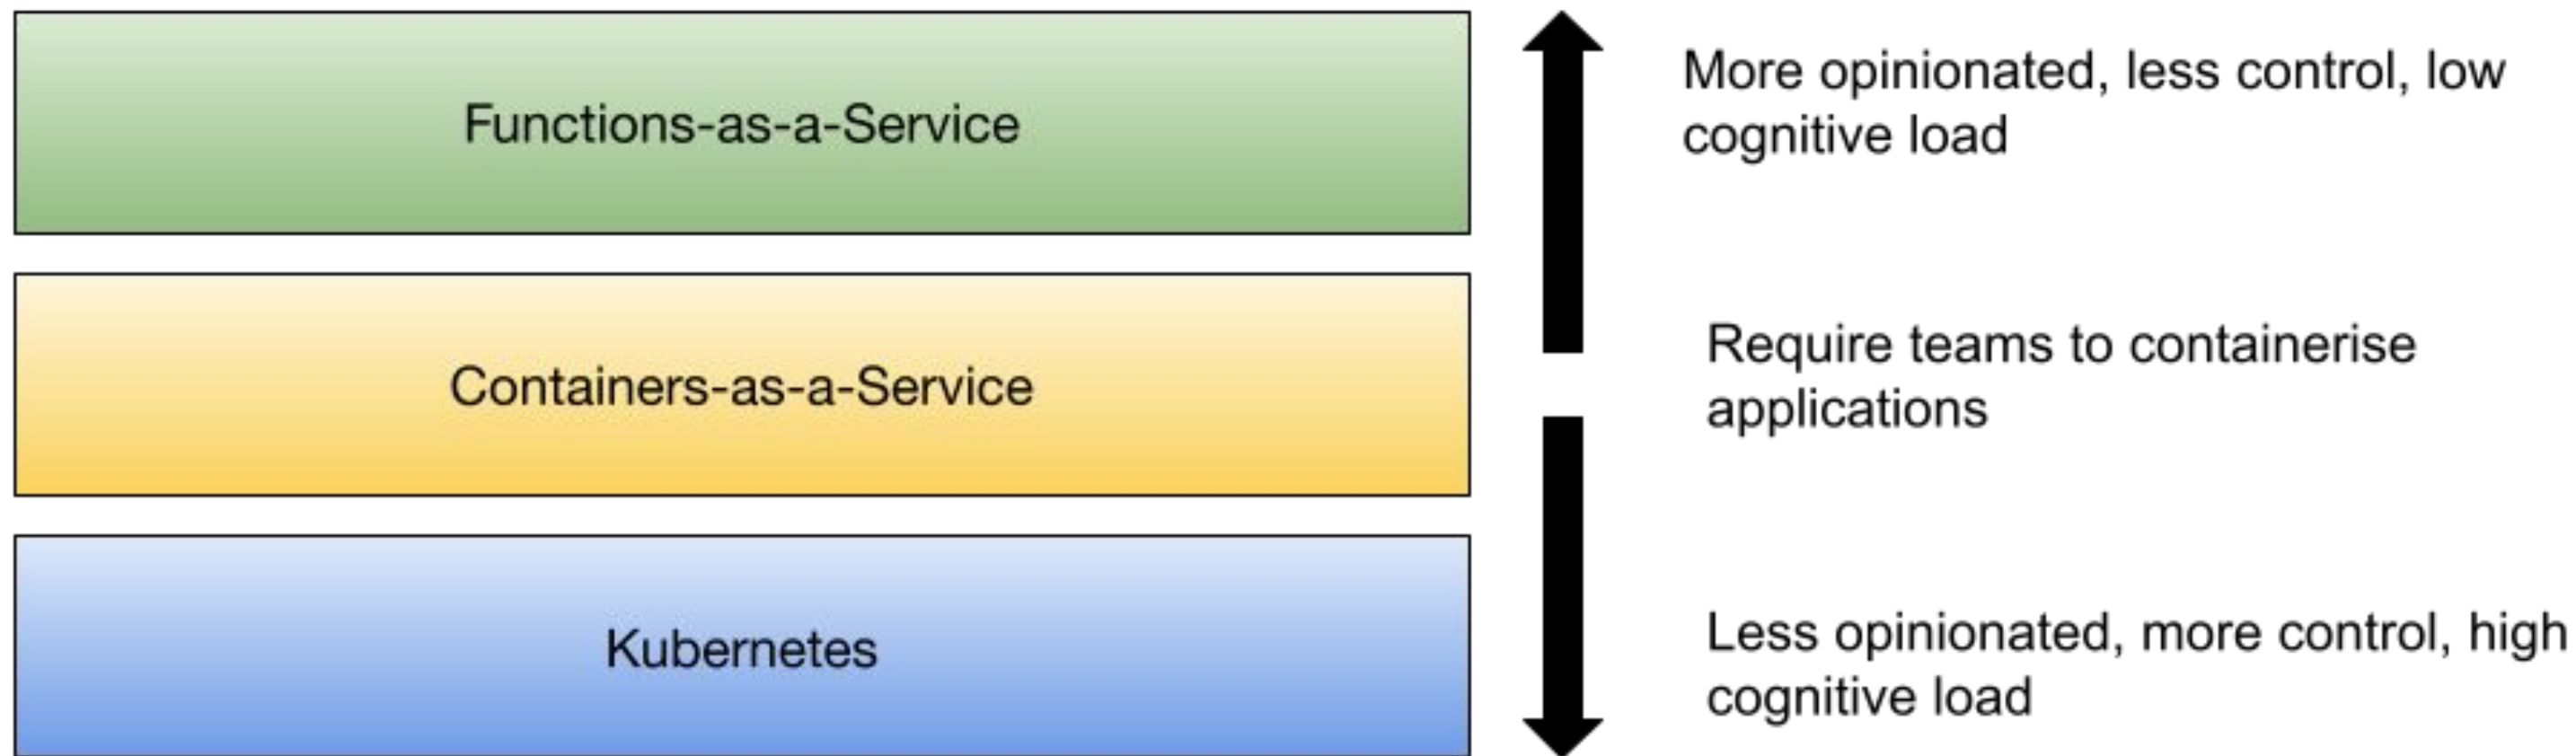 Functions-as-a-Service
More opinionated, less control, low
cognitive load
Containers-as-a-Service
Require teams to containerise
applications
Kubernetes
Less opinionated, more control, high
cognitive load